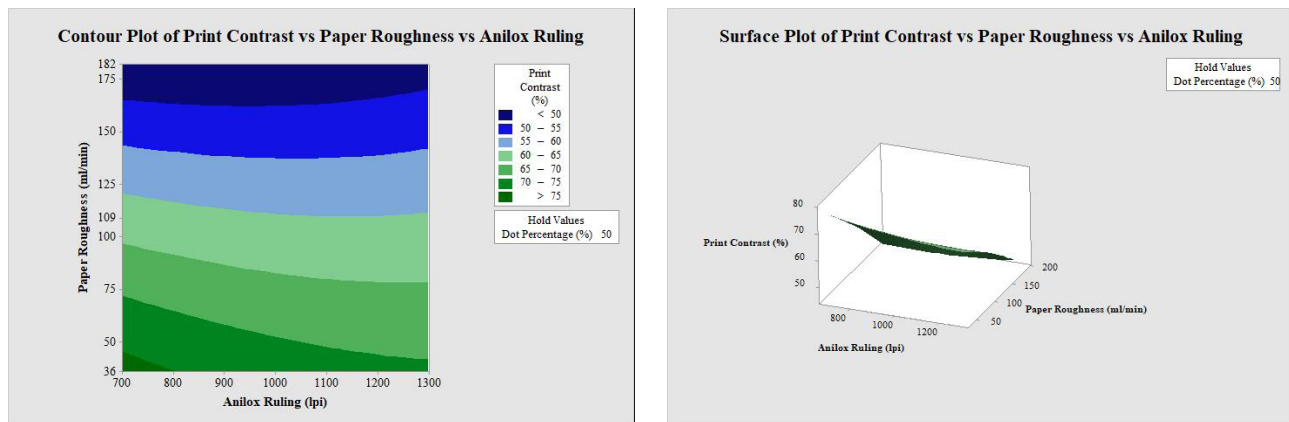 Contour Plot of Print Contrast vs Paper Roughness vs Anilox Ruling
182
175
150
125
109
100
75
50
36
Paper Roughness (ml/min)
700 800 900 1000 1100 1200 1300
Anilox Ruling (lpi)
Print
Contrast
(%)
< 50
50 – 55
55 – 60
60 – 65
65 – 70
70 – 75
> 75
Hold Values
Dot Percentage (%) 50
Surface Plot of Print Contrast vs Paper Roughness vs Anilox Ruling
Hold Values
Dot Percentage (%) 50
80
70
60
50
Print Contrast (%)
200
150
100
50
Paper Roughness (ml/min)
800 1000 1200
Anilox Ruling (lpi)